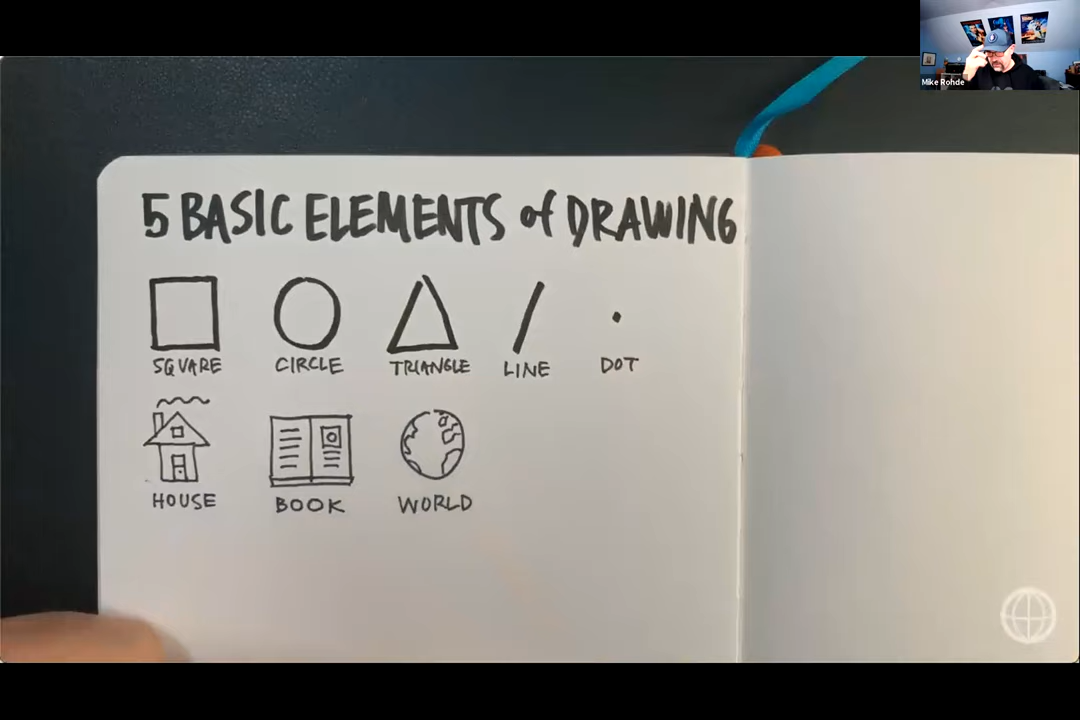 Mike Rohde
5 BASIC ELEMENTS of DRAWING
SQUARE CIRCLE TRIANGLE LINE DOT
HOUSE BOOK WORLD